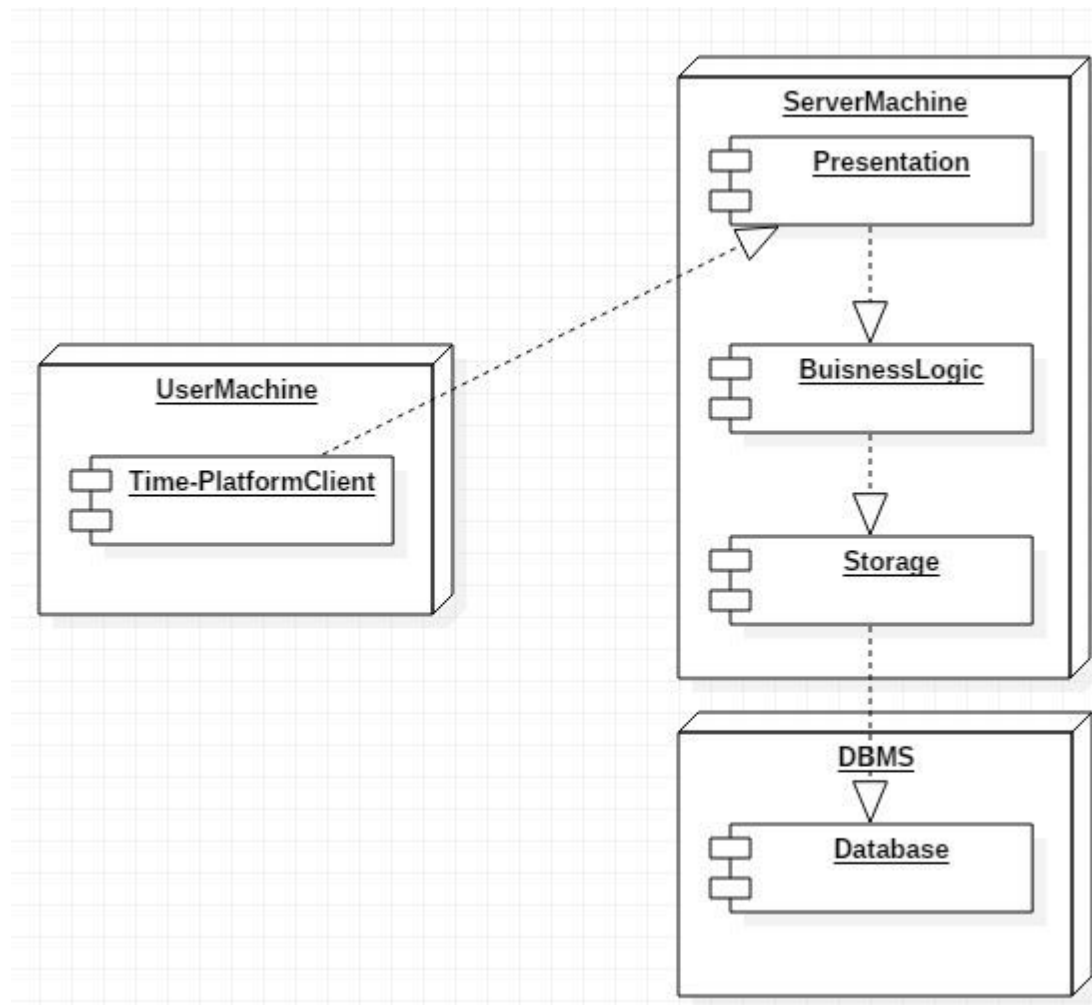 ServerMachine
Presentation
BuisnessLogic
UserMachine
Time-PlatformClient
Storage
DBMS
Database